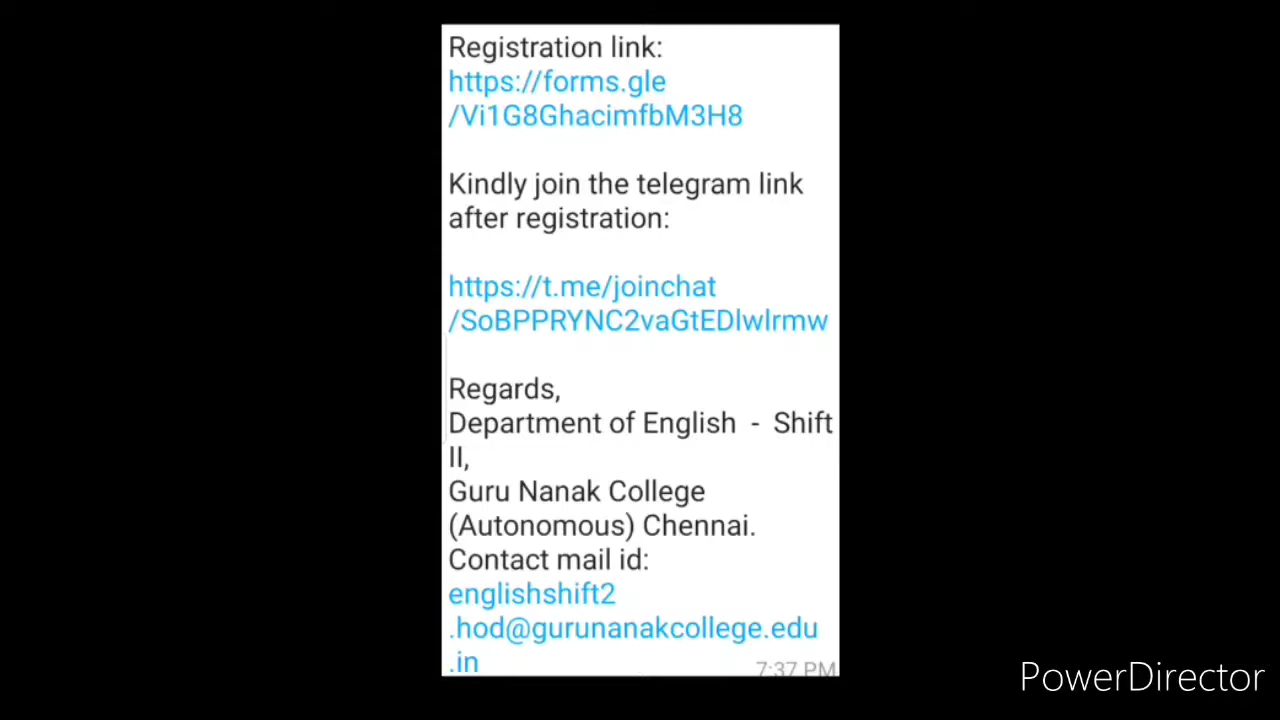 Registration link:
https://forms.gle
/Vi1G8GhacimfbM3H8
Kindly join the telegram link
after registration:
https://t.me/joinchat
/SoBPPRYNC2vaGtEDlwlrmw
Regards,
Department of English - Shift
II,
Guru Nanak College
(Autonomous) Chennai.
Contact mail id:
englishshift2
.hod@gurunanakcollege.edu
.in
7:37 PM
PowerDirector